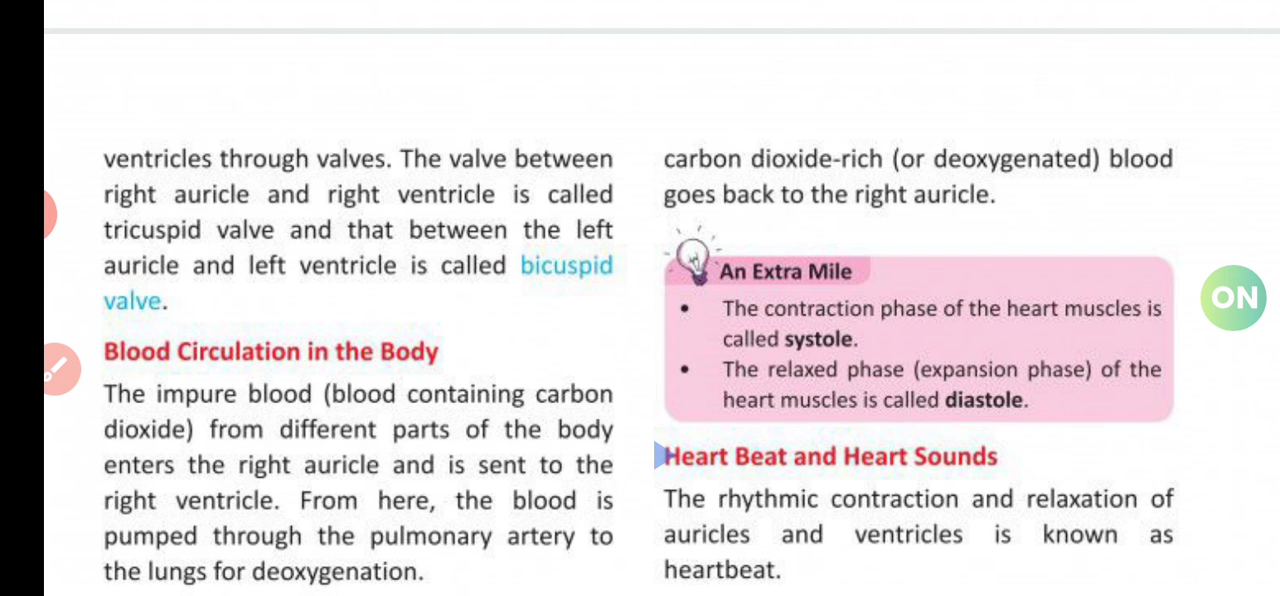 ventricles through valves. The valve between
right auricle and right ventricle is called
tricuspid valve and that between the left
auricle and left ventricle is called bicuspid
valve.
Blood Circulation in the Body
The impure blood (blood containing carbon
dioxide) from different parts of the body
enters the right auricle and is sent to the
right ventricle. From here, the blood is
pumped through the pulmonary artery to
the lungs for deoxygenation.
carbon dioxide-rich (or deoxygenated) blood
goes back to the right auricle.
An Extra Mile
• The contraction phase of the heart muscles is
called systole.
• The relaxed phase (expansion phase) of the
heart muscles is called diastole.
Heart Beat and Heart Sounds
The rhythmic contraction and relaxation of
auricles and ventricles is known as
heartbeat.
ON